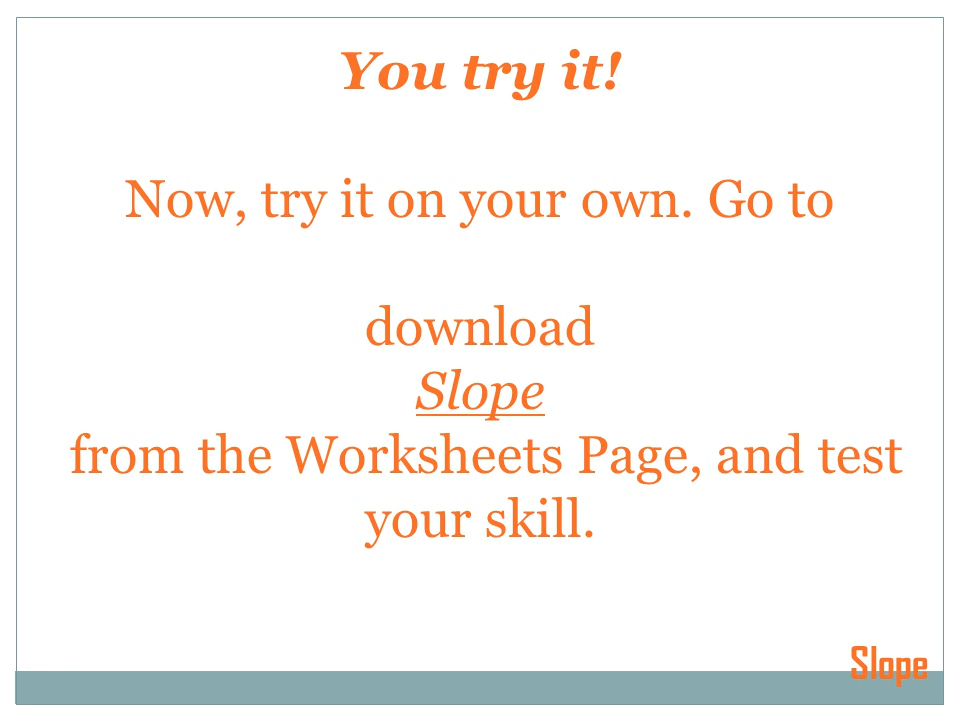 You try it!
Now, try it on your own. Go to
download
Slope
from the Worksheets Page, and test
your skill.
Slope